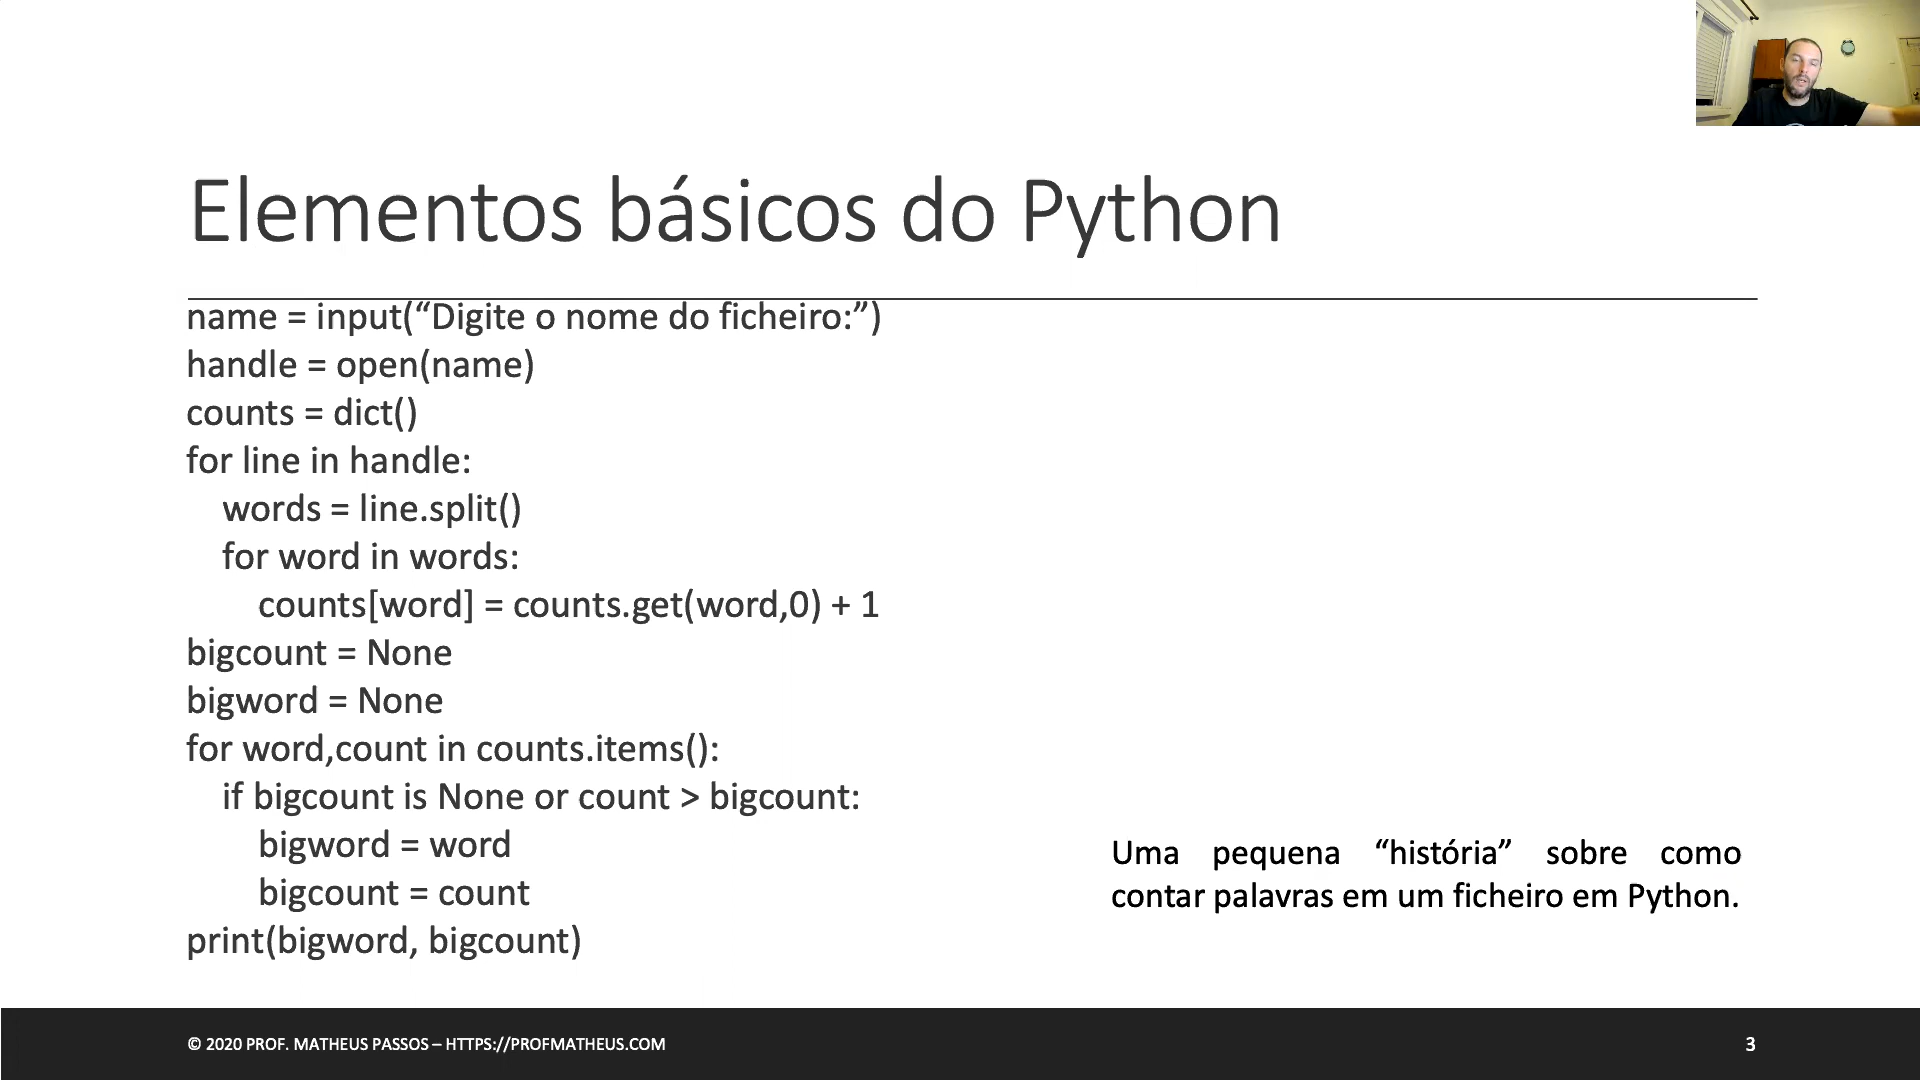 Elementos básicos do Python
name = input(“Digite o nome do ficheiro:”)
handle = open(name)
counts = dict()
for line in handle:
words = line.split()
for word in words:
counts[word] = counts.get(word,0) + 1
bigcount = None
bigword = None
for word,count in counts.items():
if bigcount is None or count > bigcount:
bigword = word
bigcount = count
print(bigword, bigcount)
Uma pequena “história” sobre como
contar palavras em um ficheiro em Python.
© 2020 PROF. MATHEUS PASSOS – HTTPS://PROFMATHEUS.COM
3